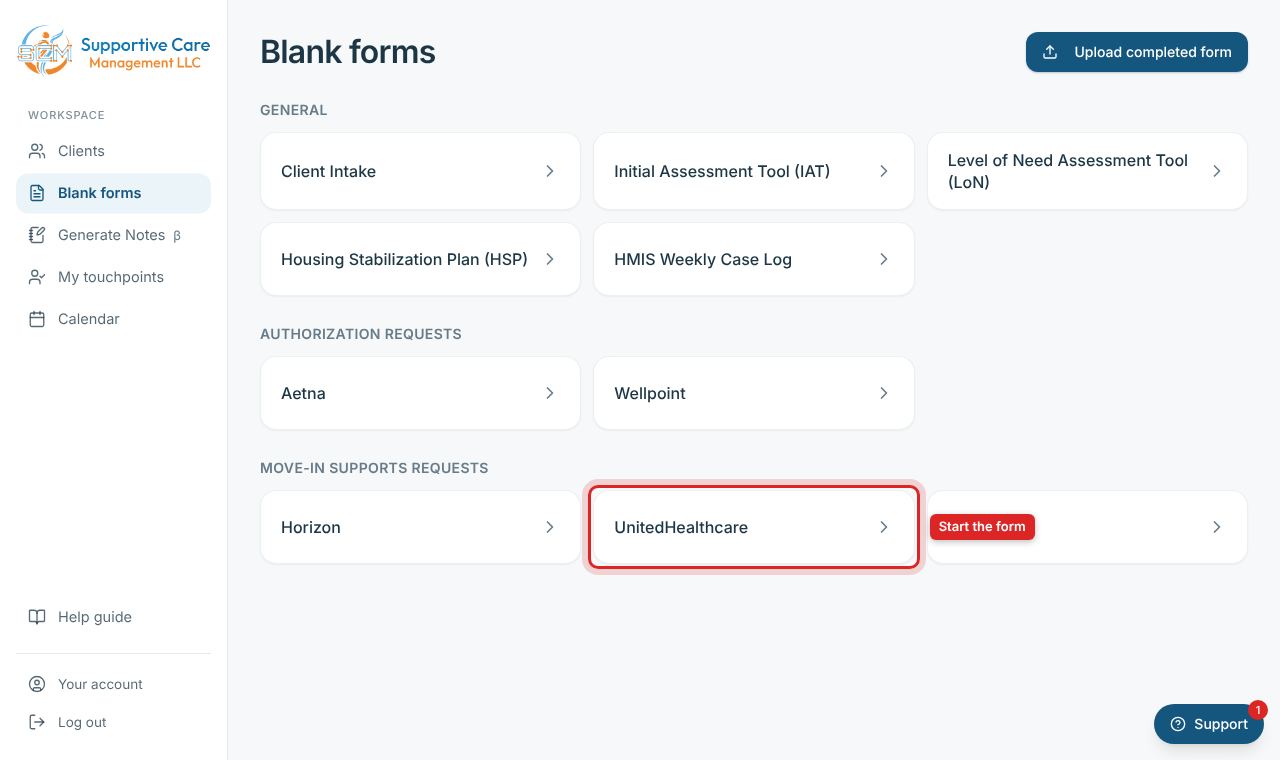 SCM
Supportive Care
Management LLC
WORKSPACE
Clients
Blank forms
Generate Notes β
My touchpoints
Calendar
Help guide
Your account
Log out
Blank forms
Upload completed form
GENERAL
Client Intake
Initial Assessment Tool (IAT)
Level of Need Assessment Tool
(LoN)
Housing Stabilization Plan (HSP)
HMIS Weekly Case Log
AUTHORIZATION REQUESTS
Aetna
Wellpoint
MOVE-IN SUPPORTS REQUESTS
Horizon
UnitedHealthcare
Start the form
Support
1